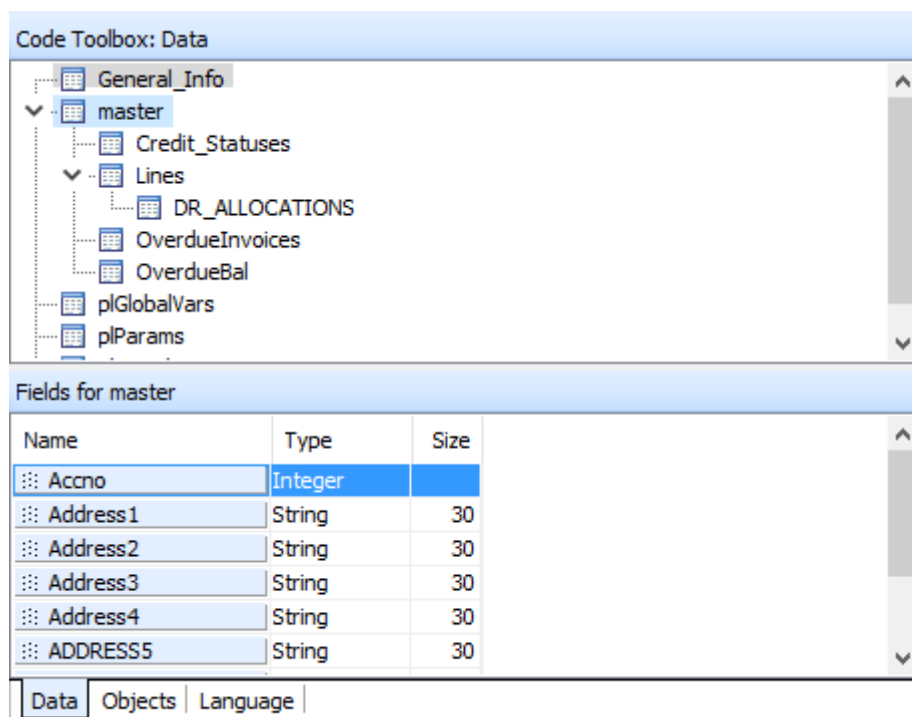 Code Toolbox: Data
General_Info
master
Credit_Statuses
Lines
DR_ALLOCATIONS
OverdueInvoices
OverdueBal
plGlobalVars
plParams
Fields for master
Name Type Size
Accno Integer
Address1 String 30
Address2 String 30
Address3 String 30
Address4 String 30
ADDRESS5 String 30
Data Objects Language